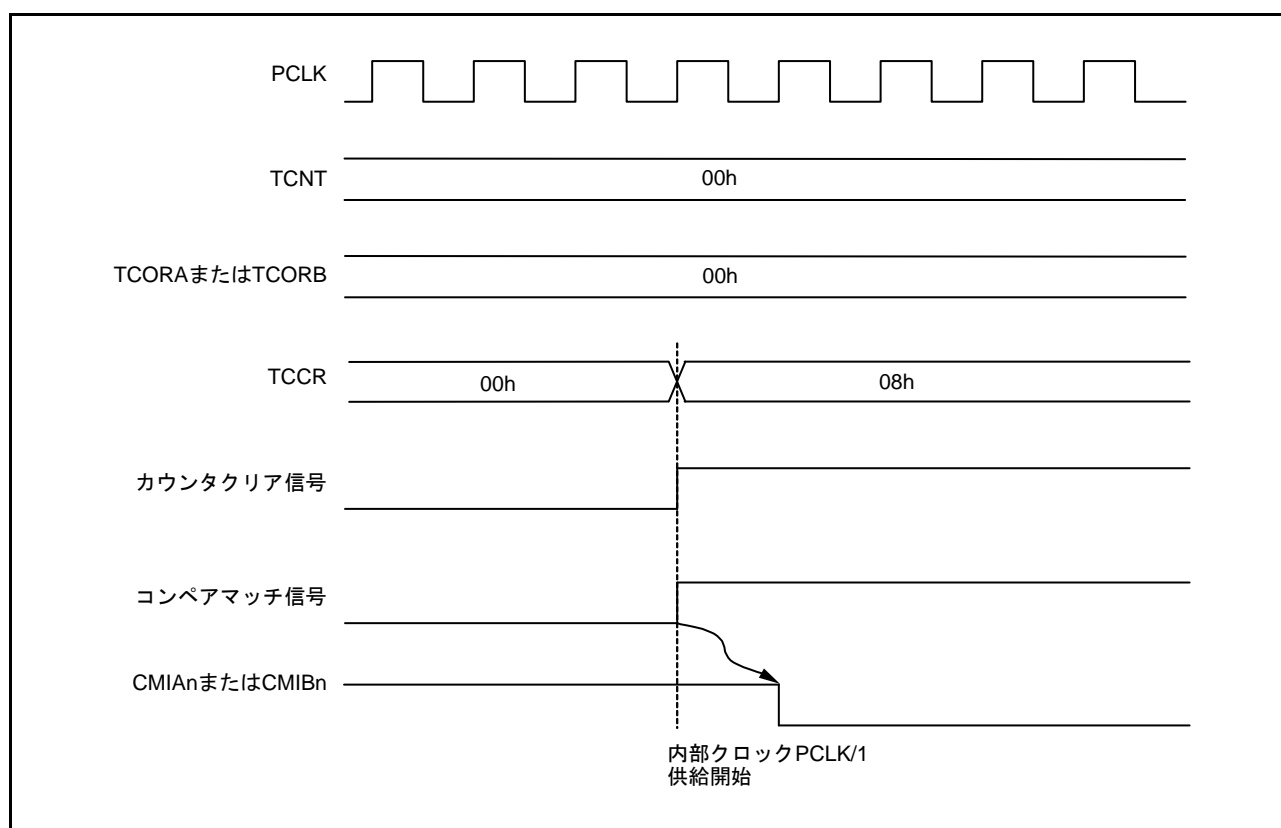 PCLK
TCNT
00h
TCORAまたはTCORB
00h
TCCR
00h
08h
カウンタクリア信号
コンペアマッチ信号
CMIAnまたはCMIBn
内部クロックPCLK/1
供給開始